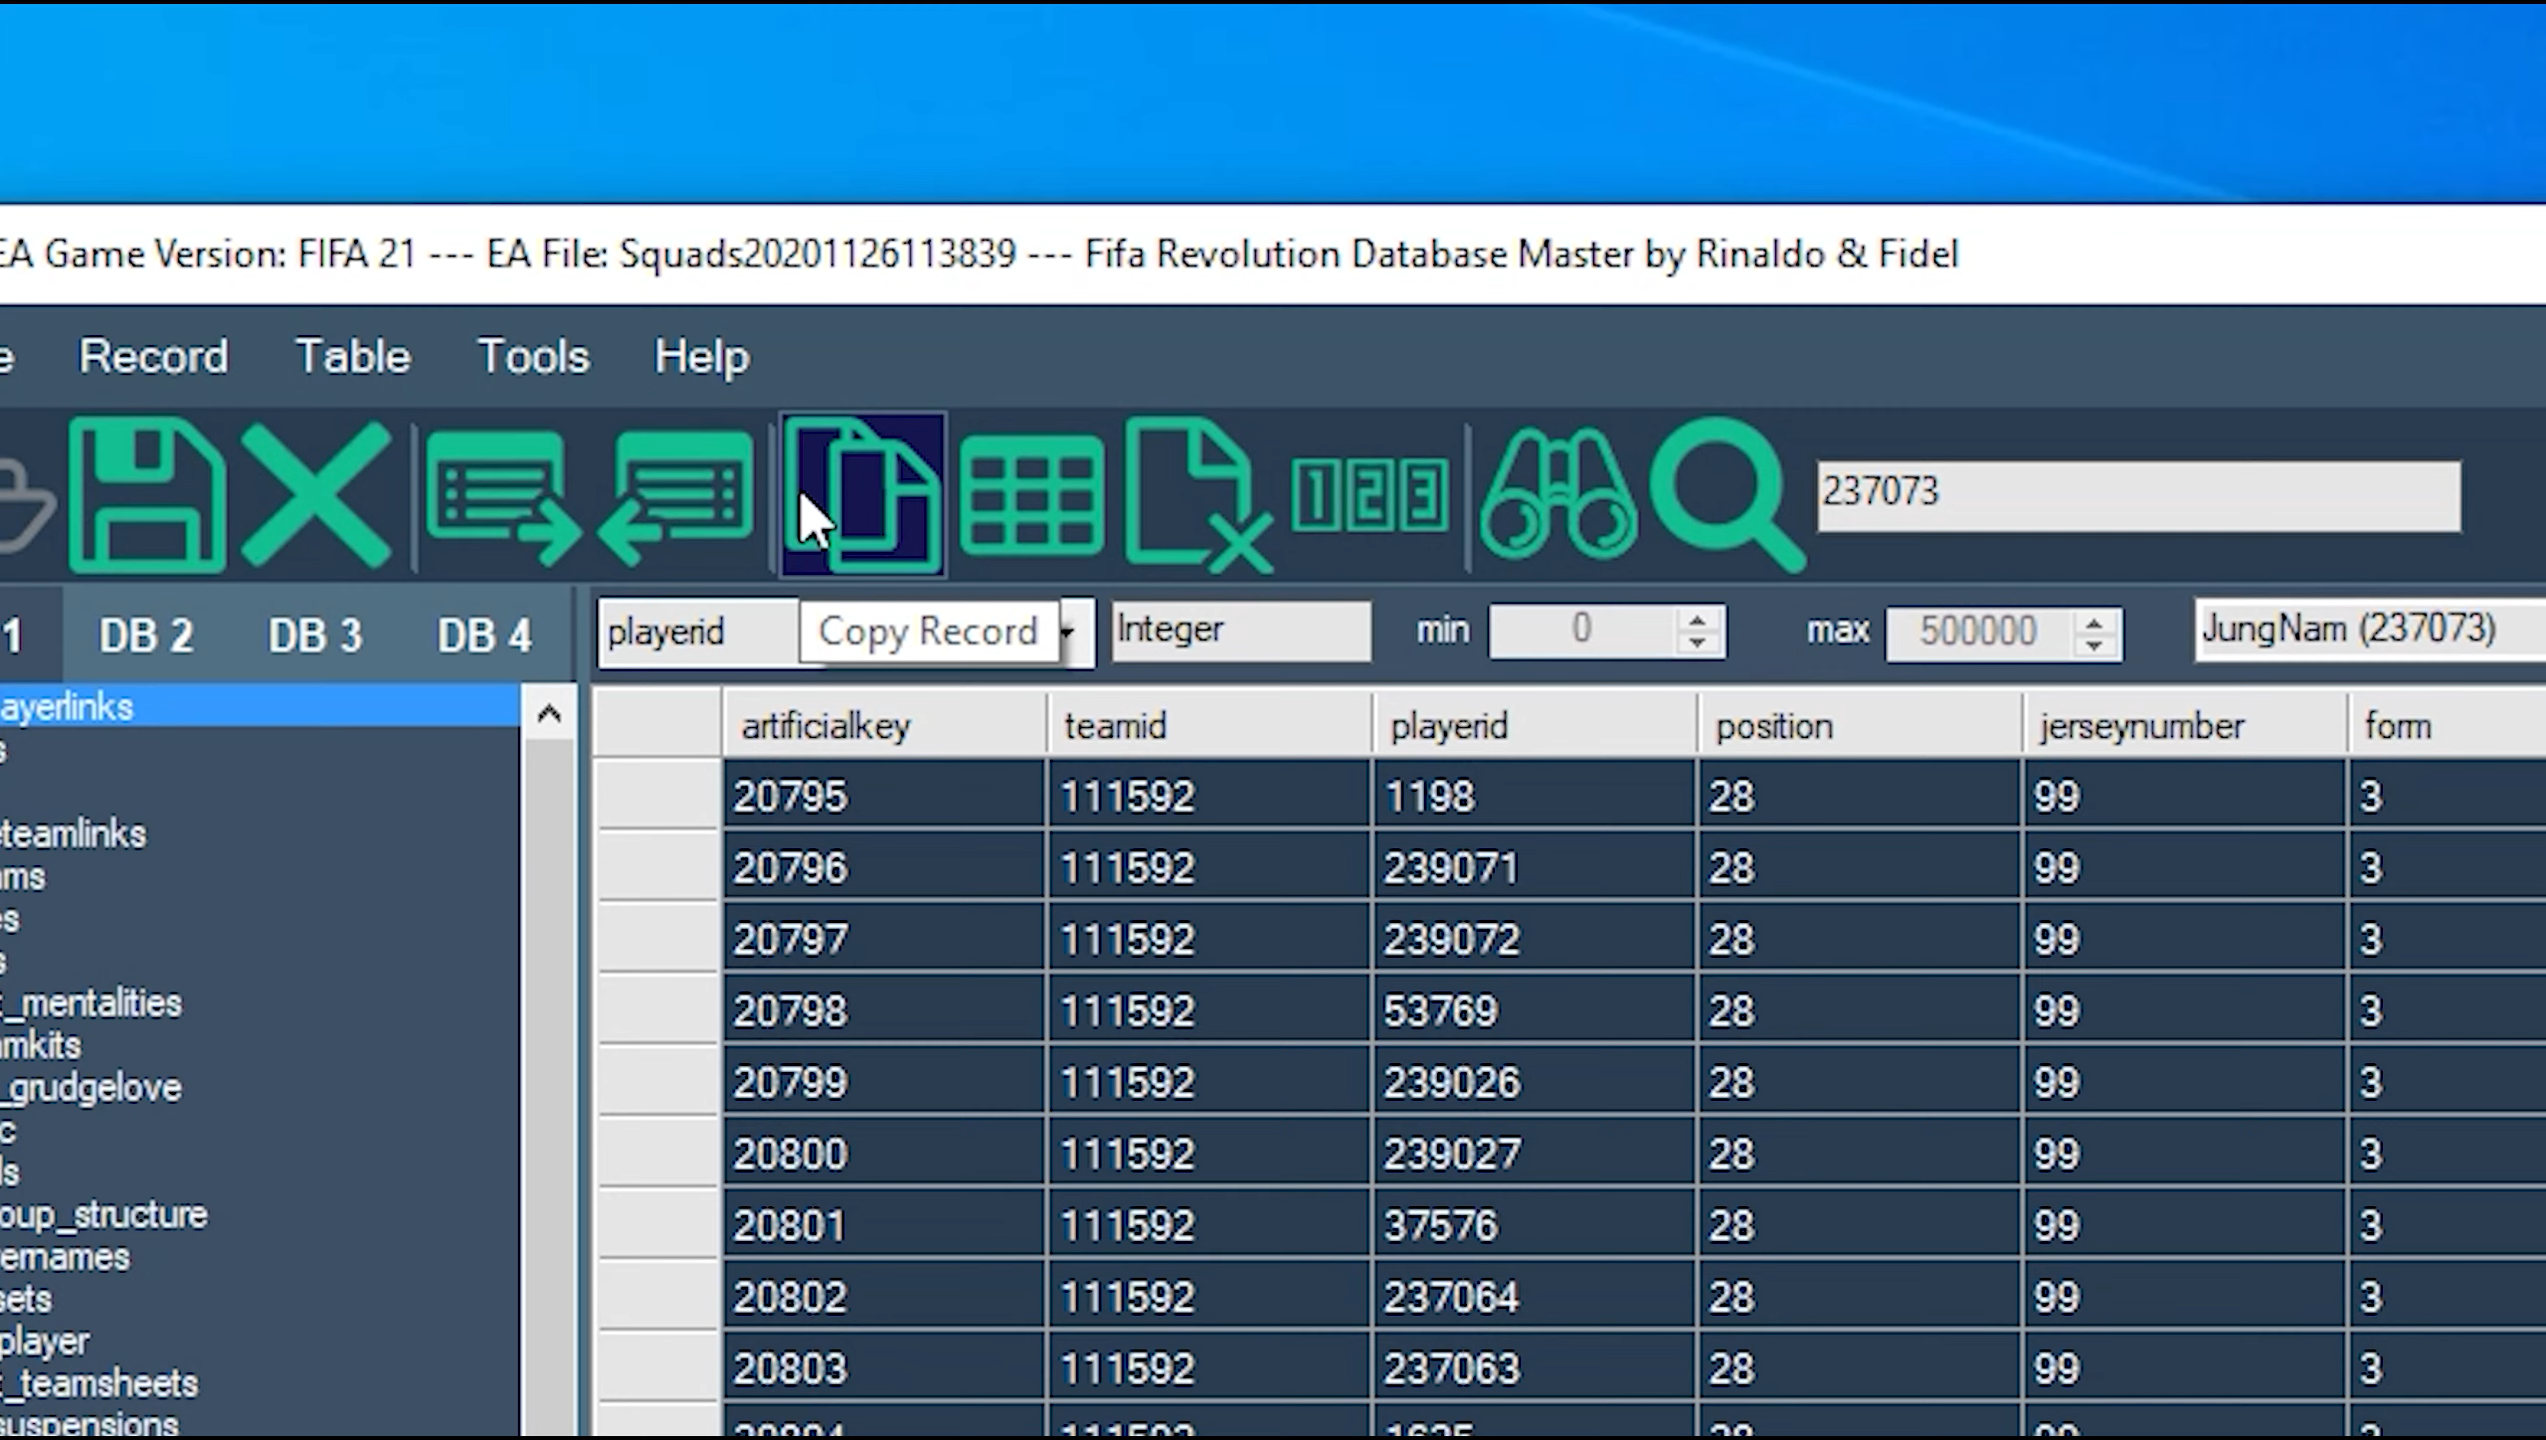 EA Game Version: FIFA 21 --- EA File: Squads20201126113839 --- Fifa Revolution Database Master by Rinaldo & Fidel
e Record Table Tools Help
123 237073
1 DB 2 DB 3 DB 4 playerid Copy Record Integer min 0 max 500000 JungNam (237073)
ayerlinks
s
teamlinks
ms
es
s
_mentalities
mkits
_grudgelove
c
ls
oup_structure
ernames
sets
player
_teamsheets
suspensions
artificialkey teamid playerid position jerseynumber form
20795 111592 1198 28 99 3
20796 111592 239071 28 99 3
20797 111592 239072 28 99 3
20798 111592 53769 28 99 3
20799 111592 239026 28 99 3
20800 111592 239027 28 99 3
20801 111592 37576 28 99 3
20802 111592 237064 28 99 3
20803 111592 237063 28 99 3